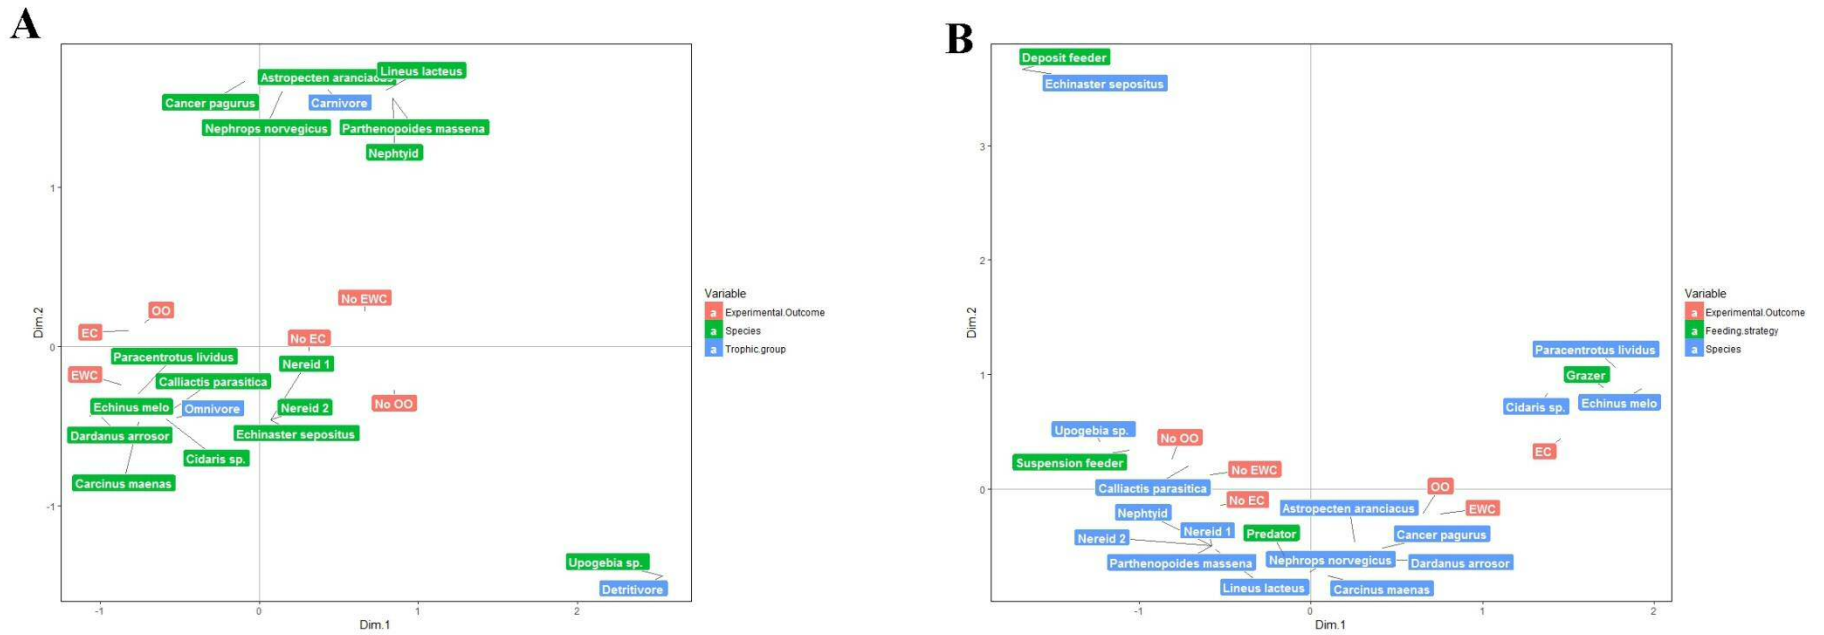 A
Lineus lacteus
Astropecten aranciacus
Cancer pagurus
Carnivore
Nephrops norvegicus
Parthenopoides massena
Nephtyid
1
No EWC
OO
EC
No EC
0
Paracentrotus lividus
Nereid 1
EWC
Calliactis parasitica
Echinus melo
Omnivore
Nereid 2
No OO
Dardanus arrosor
Echinaster sepositus
Cidaris sp.
Carcinus maenas
-1
Upogebia sp.
Detritivore
-1
0
1
2
Dim.1
Dim.2
Variable
a Experimental.Outcome
a Species
a Trophic.group
B
Deposit feeder
Echinaster sepositus
3
2
Paracentrotus lividus
1
Grazer
Cidaris sp.
Echinus melo
Upogebia sp.
No OO
EC
Suspension feeder
No EWC
Calliactis parasitica
OO
0
No EC
Astropecten aranciacus
EWC
Nephtyid
Nereid 1
Predator
Cancer pagurus
Nereid 2
Parthenopoides massena
Nephrops norvegicus
Dardanus arrosor
Lineus lacteus
Carcinus maenas
-1
0
1
2
Dim.1
Dim.2
Variable
a Experimental.Outcome
a Feeding.strategy
a Species